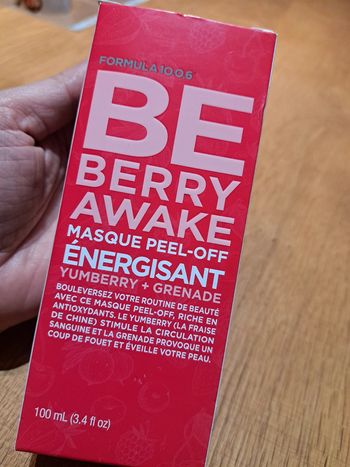 FORMULA 10.0.6
BE
BERRY
AWAKE
MASQUE PEEL-OFF
ÉNERGISANT
YUMBERRY + GRENADE
BOULEVERSEZ VOTRE ROUTINE DE BEAUTÉ
AVEC CE MASQUE PEEL-OFF, RICHE EN
ANTIOXYDANTS. LE YUMBERRY (LA FRAISE
DE CHINE) STIMULE LA CIRCULATION
SANGUINE ET LA GRENADE PROVOQUE UN
COUP DE FOUET ET ÉVEILLE VOTRE PEAU.
100 mL (3.4 fl oz)